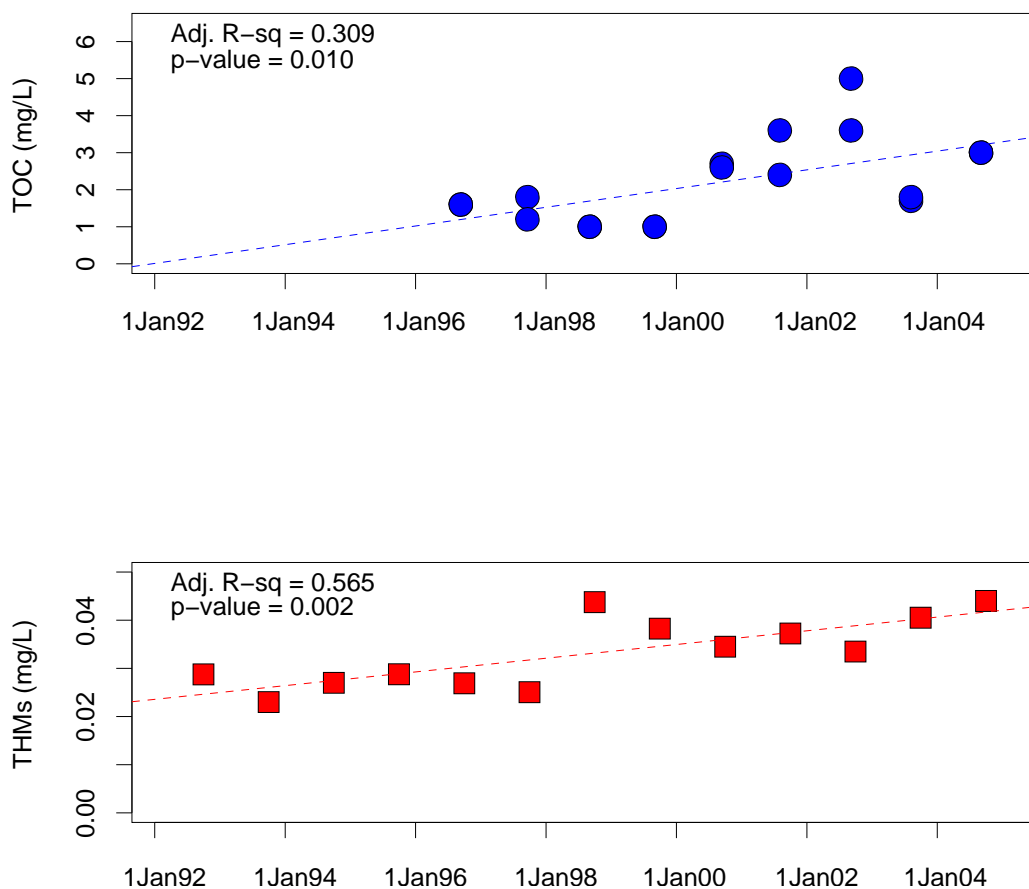 Adj. R−sq = 0.309
p−value = 0.010
TOC (mg/L)
6
5
4
3
2
1
0
1Jan92 1Jan94 1Jan96 1Jan98 1Jan00 1Jan02 1Jan04
Adj. R−sq = 0.565
p−value = 0.002
THMs (mg/L)
0.04
0.02
0.00
1Jan92 1Jan94 1Jan96 1Jan98 1Jan00 1Jan02 1Jan04